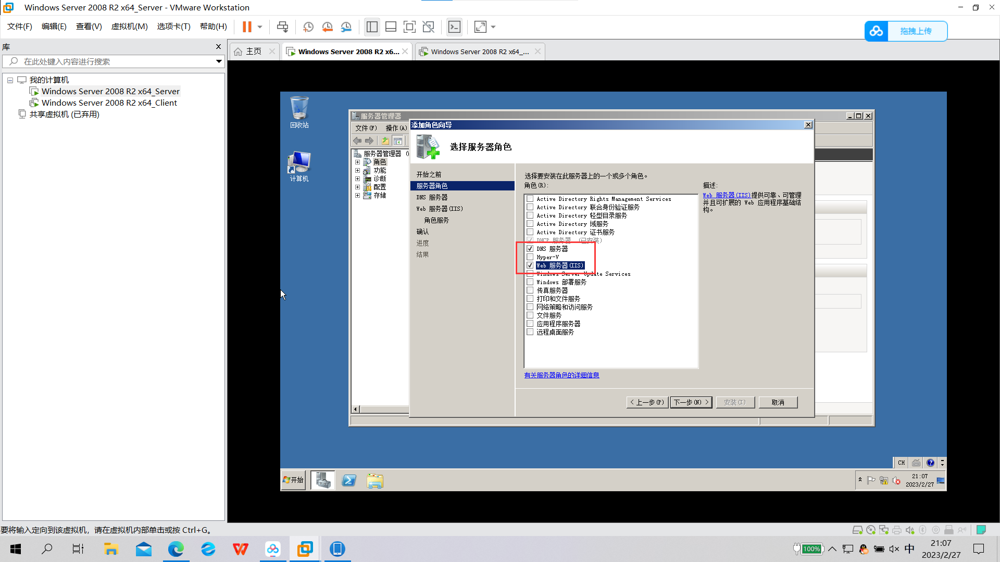 Windows Server 2008 R2 x64_Server - VMware Workstation
文件(F) 编辑(E) 查看(V) 虚拟机(M) 选项卡(T) 帮助(H)
拖拽上传
库
在此处键入内容进行搜索
我的计算机
Windows Server 2008 R2 x64_Server
Windows Server 2008 R2 x64_Client
共享虚拟机 (已弃用)
主页
Windows Server 2008 R2 x6...
Windows Server 2008 R2 x64_...
回收站
计算机
服务器管理器
文件(F) 操作(A)
服务器管理器 (
角色
功能
诊断
配置
存储
添加角色向导
选择服务器角色
开始之前
服务器角色
DNS 服务器
Web 服务器(IIS)
角色服务
确认
进度
结果
选择要安装在此服务器上的一个或多个角色。
角色(R):
Active Directory Rights Management Services
Active Directory 联合身份验证服务
Active Directory 轻型目录服务
Active Directory 域服务
Active Directory 证书服务
DHCP 服务器 (已安装)
DNS 服务器
Hyper-V
Web 服务器(IIS)
Windows Server Update Services
Windows 部署服务
传真服务器
打印和文件服务
网络策略和访问服务
文件服务
应用程序服务器
远程桌面服务
有关服务器角色的详细信息
描述:
Web 服务器(IIS)提供可靠、可管理
并且可扩展的 Web 应用程序基础结
构。
< 上一步(P)
下一步(N) >
安装(I)
取消
CH
开始
21:07
2023/2/27
要将输入定向到该虚拟机，请在虚拟机内部单击或按 Ctrl+G。
100%
中
21:07
2023/2/27